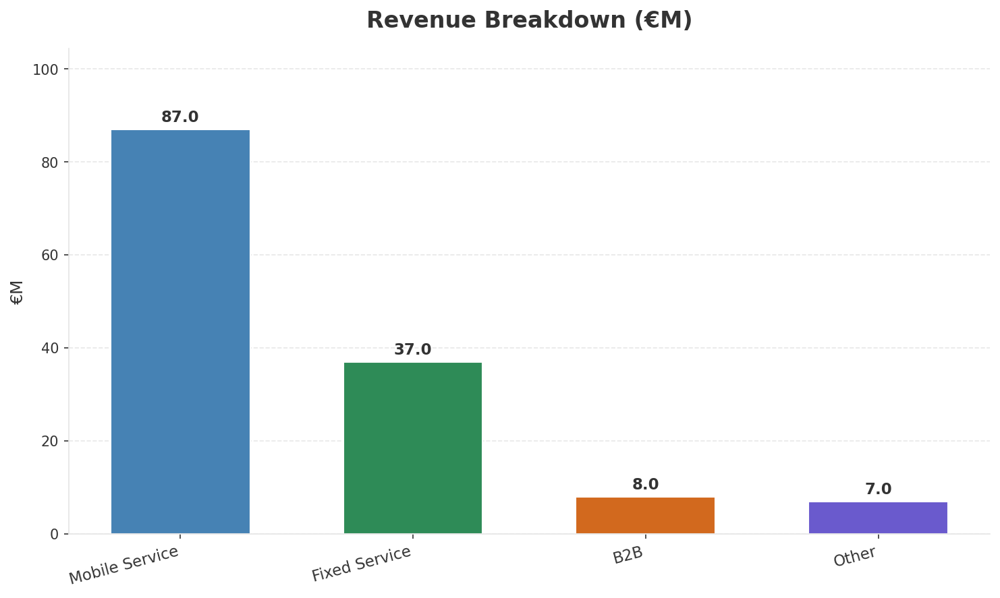 Revenue Breakdown (€M)
100
80
60
40
20
0
€M
87.0
37.0
8.0
7.0
Mobile Service
Fixed Service
B2B
Other